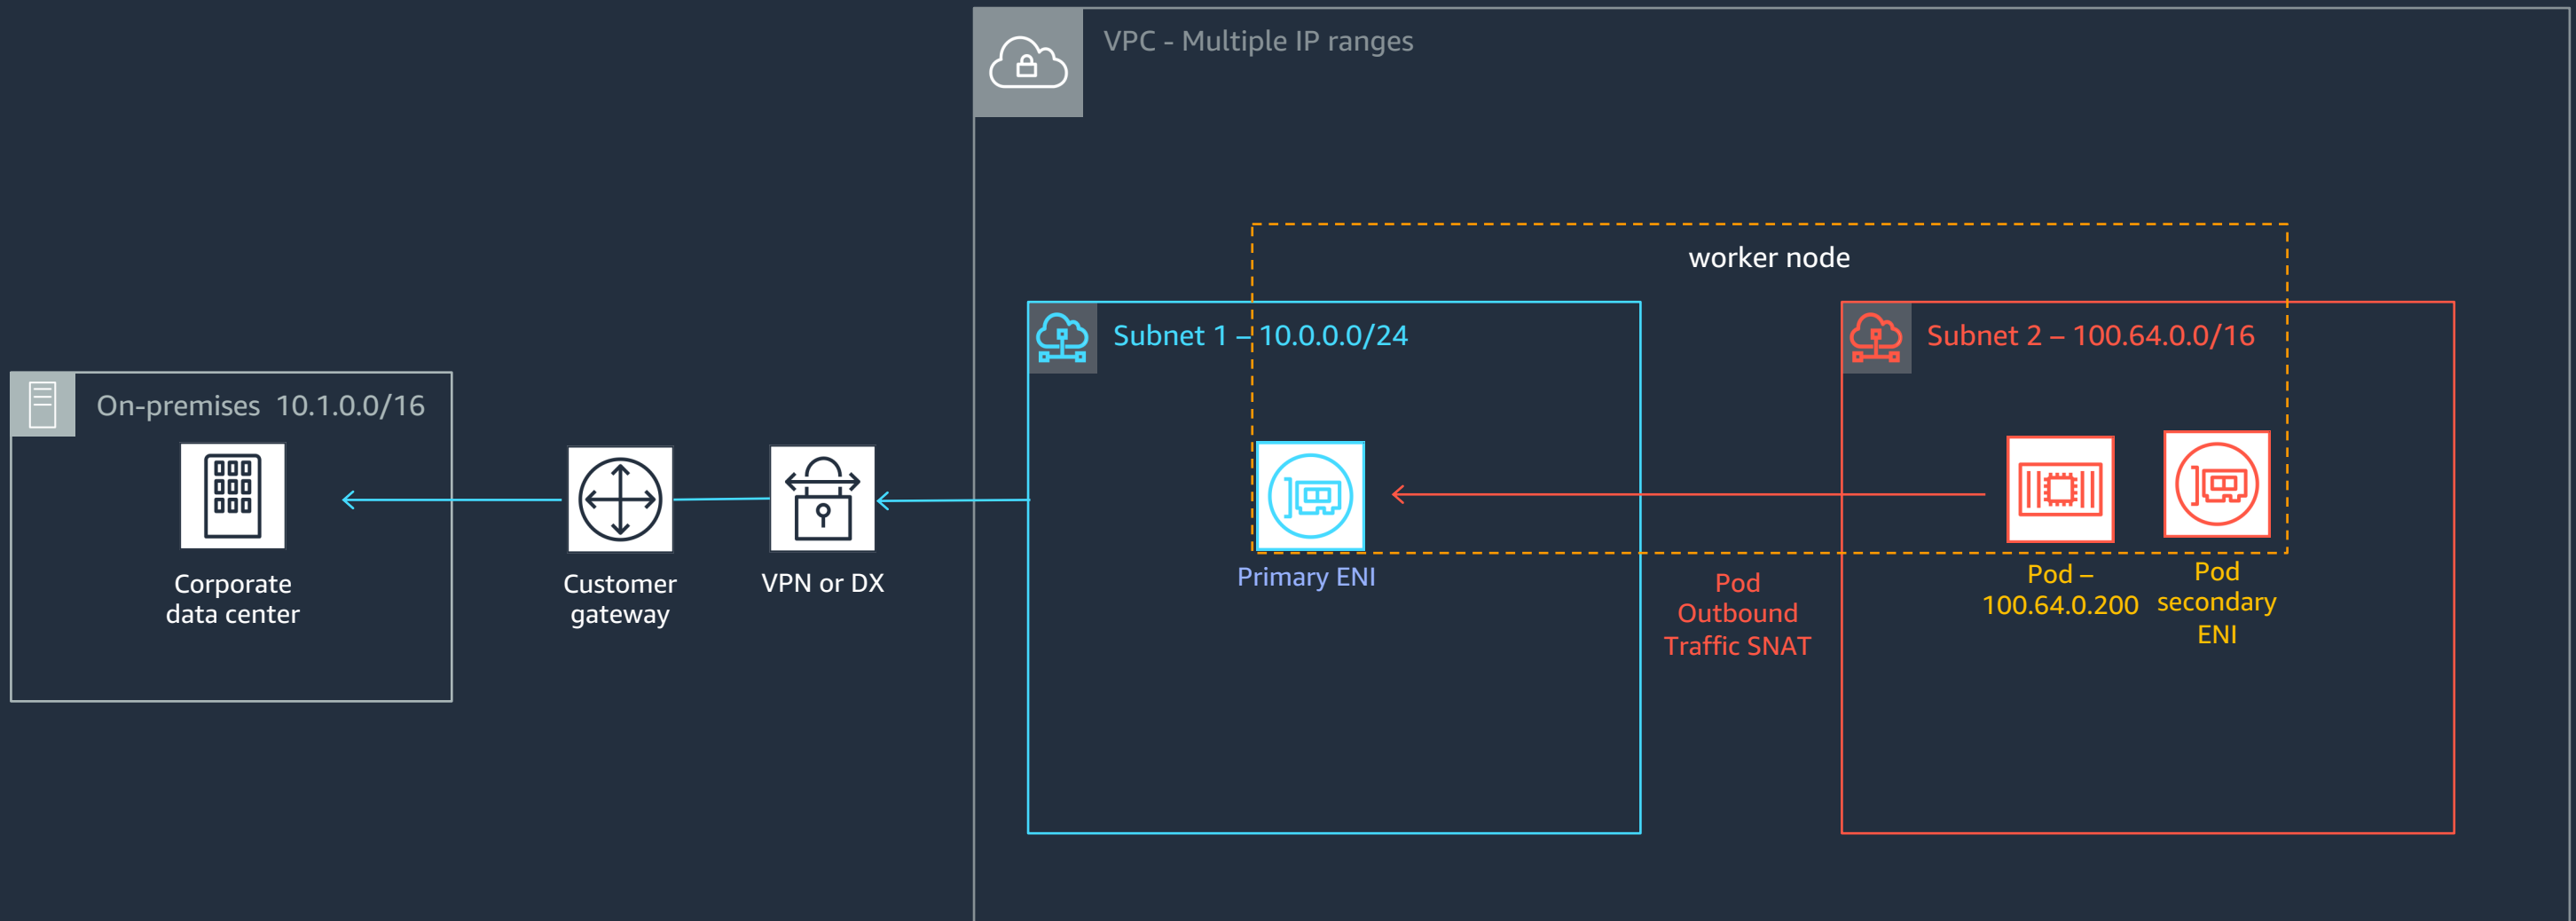 VPC - Multiple IP ranges
worker node
Subnet 1 – 10.0.0.0/24
Subnet 2 – 100.64.0.0/16
On-premises 10.1.0.0/16
Corporate
data center
Customer
gateway
VPN or DX
Primary ENI
Pod
Outbound
Traffic SNAT
Pod –
100.64.0.200
Pod
secondary
ENI